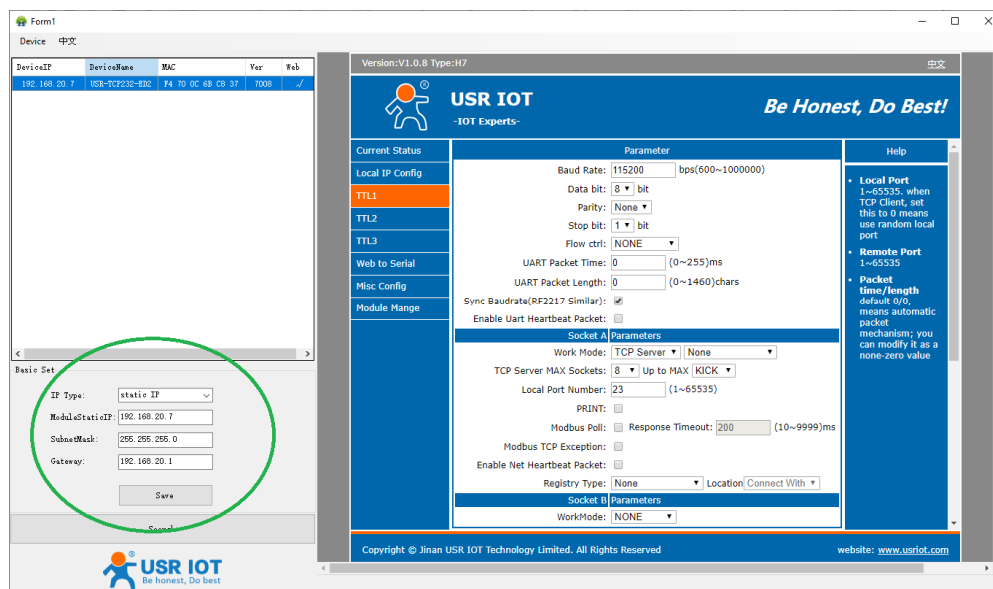 Form1
Device 中文
DeviceIP DeviceName MAC Ver Web
192.168.20.7 USR-TCP232-ED2 F4 70 0C 6B C8 37 7008 √
Basic Set
IP Type: static IP
ModuleStaticIP: 192.168.20.7
SubnetMask: 255.255.255.0
Gateway: 192.168.20.1
Save
Search
USR IOT
Be honest, Do best
®
Version:V1.0.8 Type:H7 中文
®
USR IOT
-IOT Experts-
Be Honest, Do Best!
Current Status
Local IP Config
TTL1
TTL2
TTL3
Web to Serial
Misc Config
Module Mange
Parameter
Baud Rate: 115200 bps(600~1000000)
Data bit: 8 bit
Parity: None
Stop bit: 1 bit
Flow ctrl: NONE
UART Packet Time: 0 (0~255)ms
UART Packet Length: 0 (0~1460)chars
Sync Baudrate(RF2217 Similar):
Enable Uart Heartbeat Packet:
Socket A Parameters
Work Mode: TCP Server None
TCP Server MAX Sockets: 8 Up to MAX KICK
Local Port Number: 23 (1~65535)
PRINT:
Modbus Poll: Response Timeout: 200 (10~9999)ms
Modbus TCP Exception:
Enable Net Heartbeat Packet:
Registry Type: None Location Connect With
Socket B Parameters
WorkMode: NONE
Help
• Local Port
1~65535. when
TCP Client, set
this to 0 means
use random local
port
• Remote Port
1~65535
• Packet
time/length
default 0/0,
means automatic
packet
mechanism; you
can modify it as a
none-zero value
Copyright © Jinan USR IOT Technology Limited. All Rights Reserved website: www.usriot.com